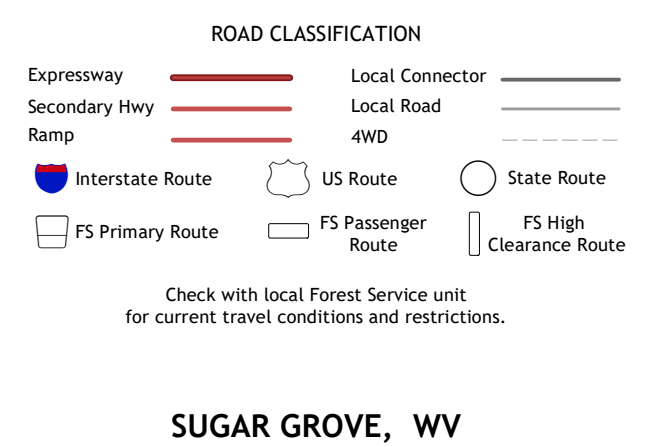 ROAD CLASSIFICATION
Expressway
Local Connector
Secondary Hwy
Local Road
Ramp
4WD
Interstate Route
US Route
State Route
FS Primary Route
FS Passenger
Route
FS High
Clearance Route
Check with local Forest Service unit
for current travel conditions and restrictions.
SUGAR GROVE, WV